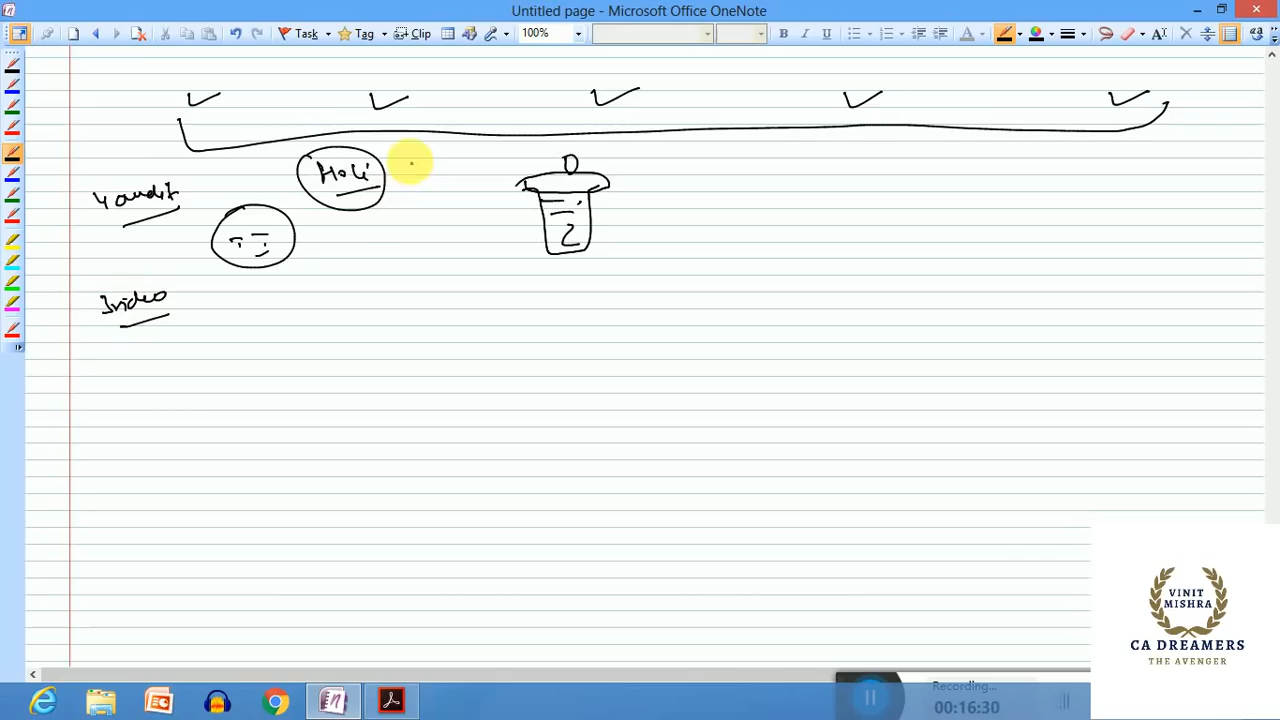 Untitled page - Microsoft Office OneNote
Task Tag Clip 100%
Holi
4 audit
3video
VINIT
MISHRA
CA DREAMERS
THE AVENGER
Recording...
00:16:30